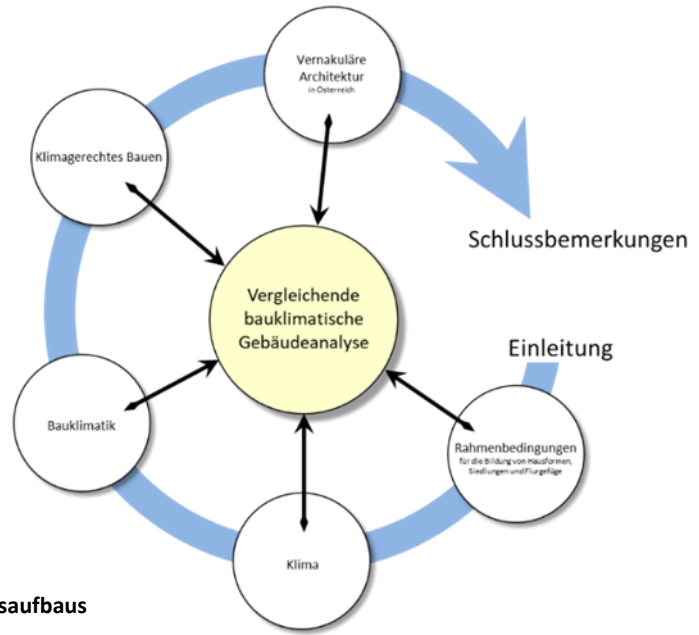 Vernakuläre
Architektur
in Österreich
Klimagerechtes Bauen
Schlussbemerkungen
Vergleichende
bauklimatische
Gebäudeanalyse
Einleitung
Bauklimatik
Rahmenbedingungen
für die Bildung von Hausformen,
Siedlungen und Flurgefüge
Klima
saufbaus